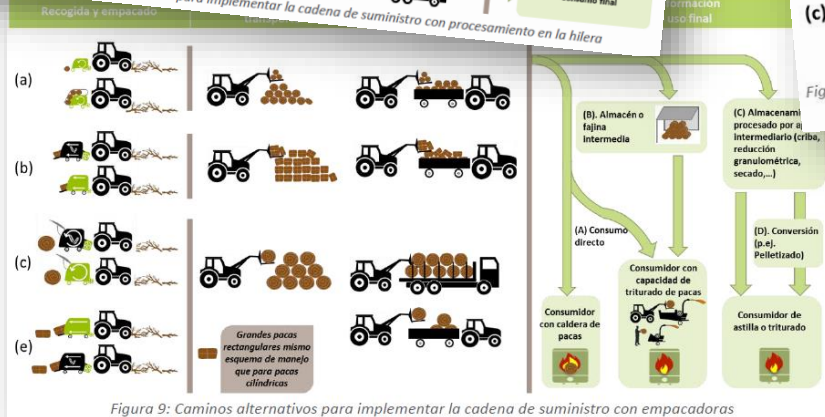 para implementar la cadena de suministro con procesamiento en la hilera
Recogida y empacado
uso final
(c)
(a)
(b)
(c)
(e)
Grandes pacas
rectangulares mismo
esquema de manejo
que para pacas
cilíndricas
(B). Almacén o
fajina
Intermedia
(C) Almacenami
procesado por a
intermediario (criba,
reducción
granulométrica,
secado,...)
(A) Consumo
directo
(D). Conversión
(p.ej.
Pelletizado)
Consumidor
con caldera de
pacas
Consumidor con
capacidad de
triturado de pacas
Consumidor de
astilla o triturado
Fig
Figura 9: Caminos alternativos para implementar la cadena de suministro con empacadoras